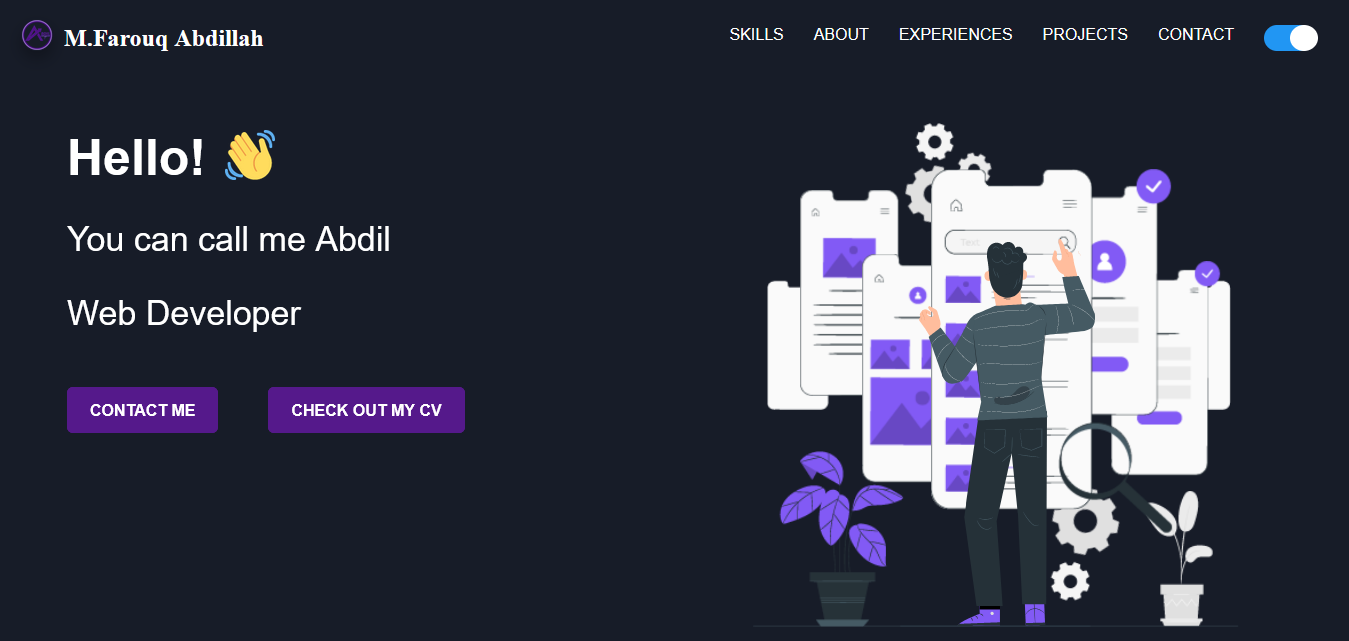 M.Farouq Abdillah
SKILLS ABOUT EXPERIENCES PROJECTS CONTACT
Hello! 👋
You can call me Abdil
Web Developer
CONTACT ME CHECK OUT MY CV
Text